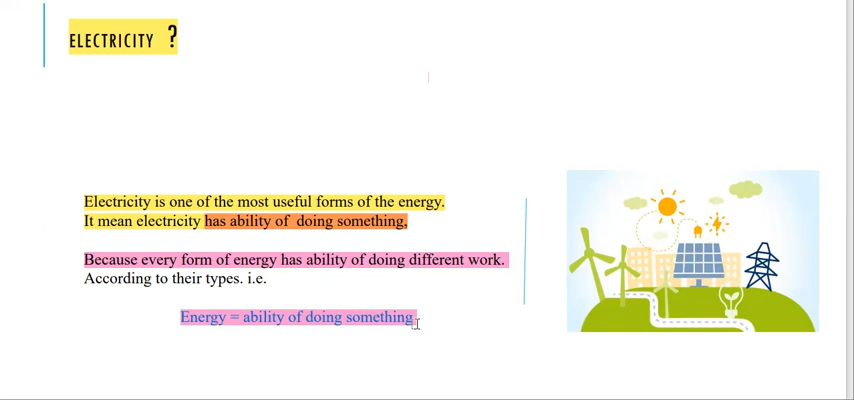 ELECTRICITY ?
Electricity is one of the most useful forms of the energy.
It mean electricity has ability of doing something,
Because every form of energy has ability of doing different work.
According to their types. i.e.
Energy = ability of doing something